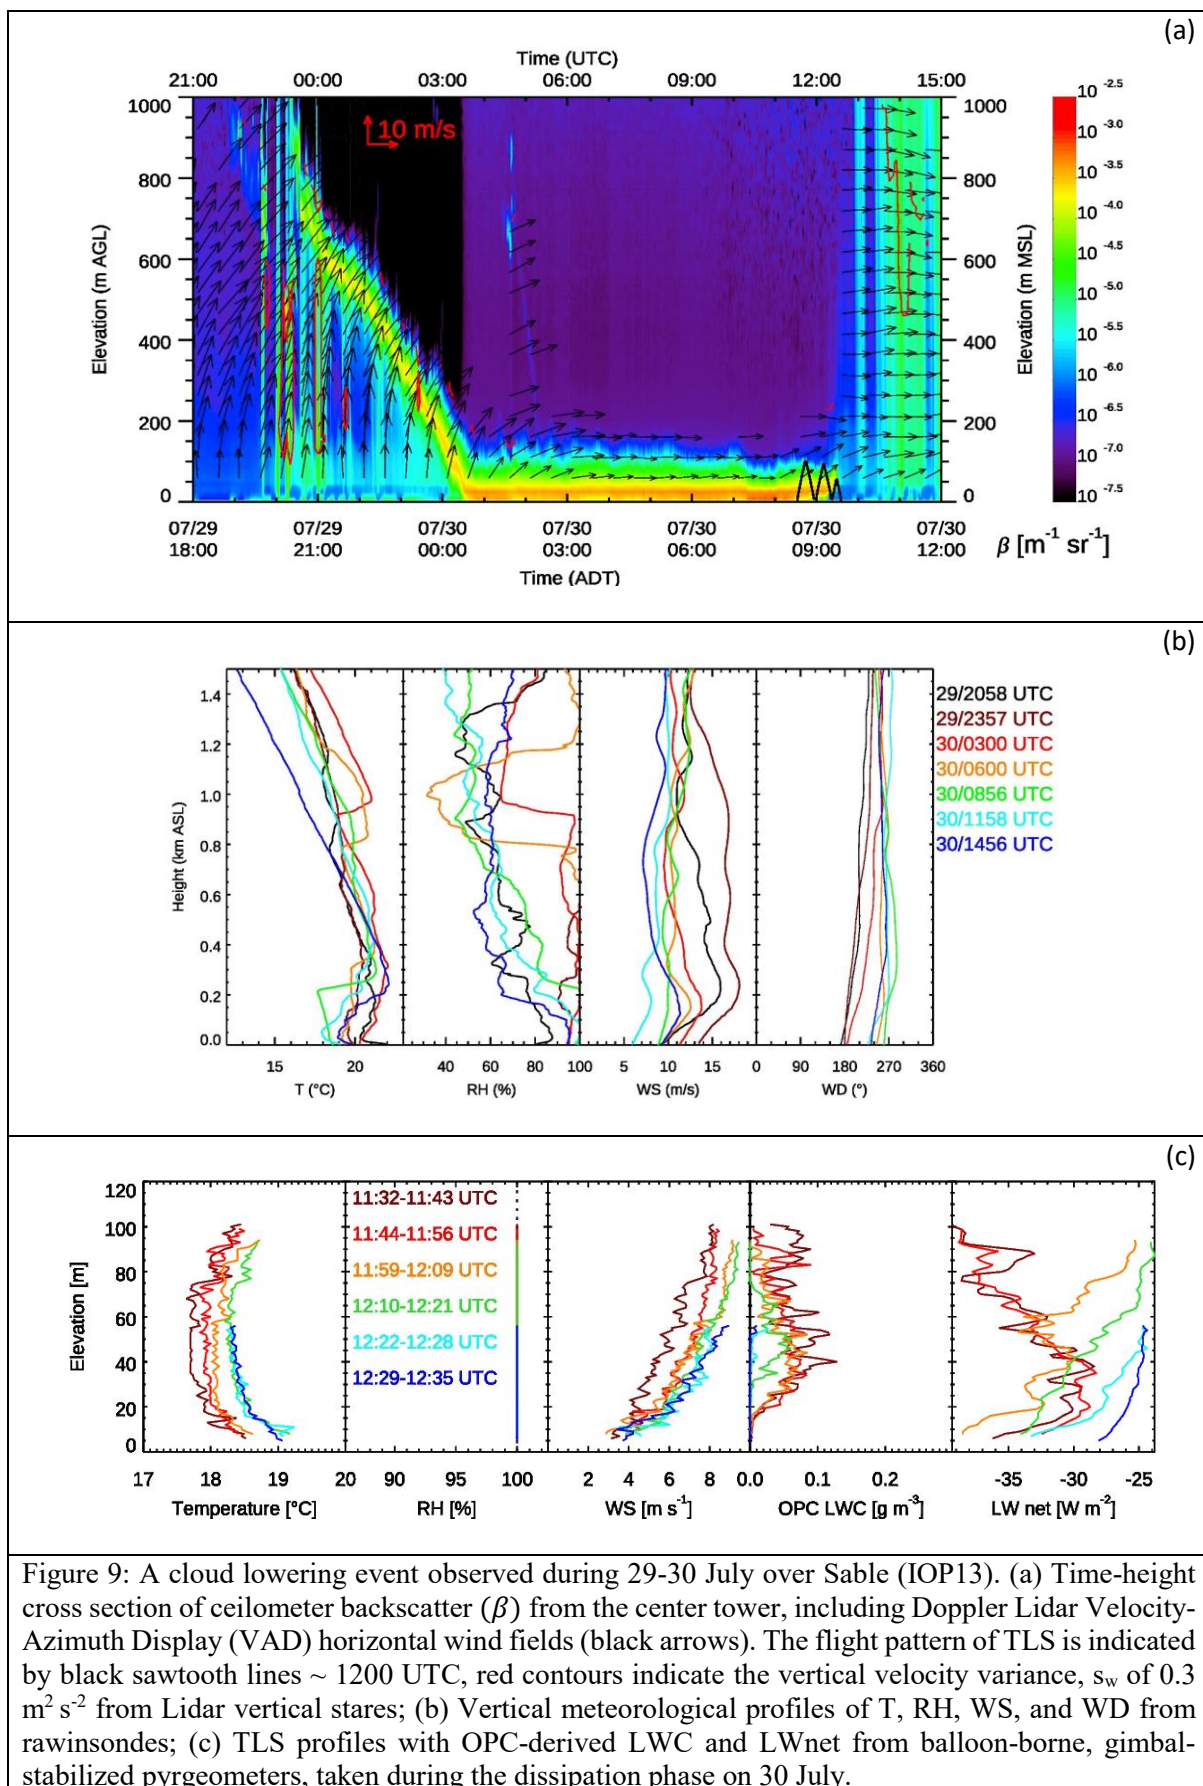 (a)
Time (UTC)
21:00 00:00 03:00 06:00 09:00 12:00 15:00
1000 1000
800 800
600 600
400 400
200 200
0 0
10 m/s
Elevation (m AGL)
Elevation (m MSL)
10 -2.5
10 -3.0
10 -3.5
10 -4.0
10 -4.5
10 -5.0
10 -5.5
10 -6.0
10 -6.5
10 -7.0
10 -7.5
07/29 07/29 07/30 07/30 07/30 07/30 07/30
18:00 21:00 00:00 03:00 06:00 09:00 12:00
β [m⁻¹ sr⁻¹]
Time (ADT)
(b)
1.4
1.2
1.0
0.8
0.6
0.4
0.2
0.0
Height (km ASL)
29/2058 UTC
29/2357 UTC
30/0300 UTC
30/0600 UTC
30/0856 UTC
30/1158 UTC
30/1456 UTC
15 20 40 60 80 100 5 10 15 0 90 180 270 360
T (°C) RH (%) WS (m/s) WD (°)
(c)
120
100
80
60
40
20
0
Elevation [m]
11:32-11:43 UTC
11:44-11:56 UTC
11:59-12:09 UTC
12:10-12:21 UTC
12:22-12:28 UTC
12:29-12:35 UTC
17 18 19 20 90 95 100 2 4 6 8 0.0 0.1 0.2 -35 -30 -25
Temperature [°C] RH [%] WS [m s⁻¹] OPC LWC [g m⁻³] LW net [W m⁻²]
Figure 9: A cloud lowering event observed during 29-30 July over Sable (IOP13). (a) Time-height
cross section of ceilometer backscatter (β) from the center tower, including Doppler Lidar Velocity-
Azimuth Display (VAD) horizontal wind fields (black arrows). The flight pattern of TLS is indicated
by black sawtooth lines ~ 1200 UTC, red contours indicate the vertical velocity variance, sw of 0.3
m² s⁻² from Lidar vertical stares; (b) Vertical meteorological profiles of T, RH, WS, and WD from
rawinsondes; (c) TLS profiles with OPC-derived LWC and LWnet from balloon-borne, gimbal-
stabilized pyrgeometers, taken during the dissipation phase on 30 July.